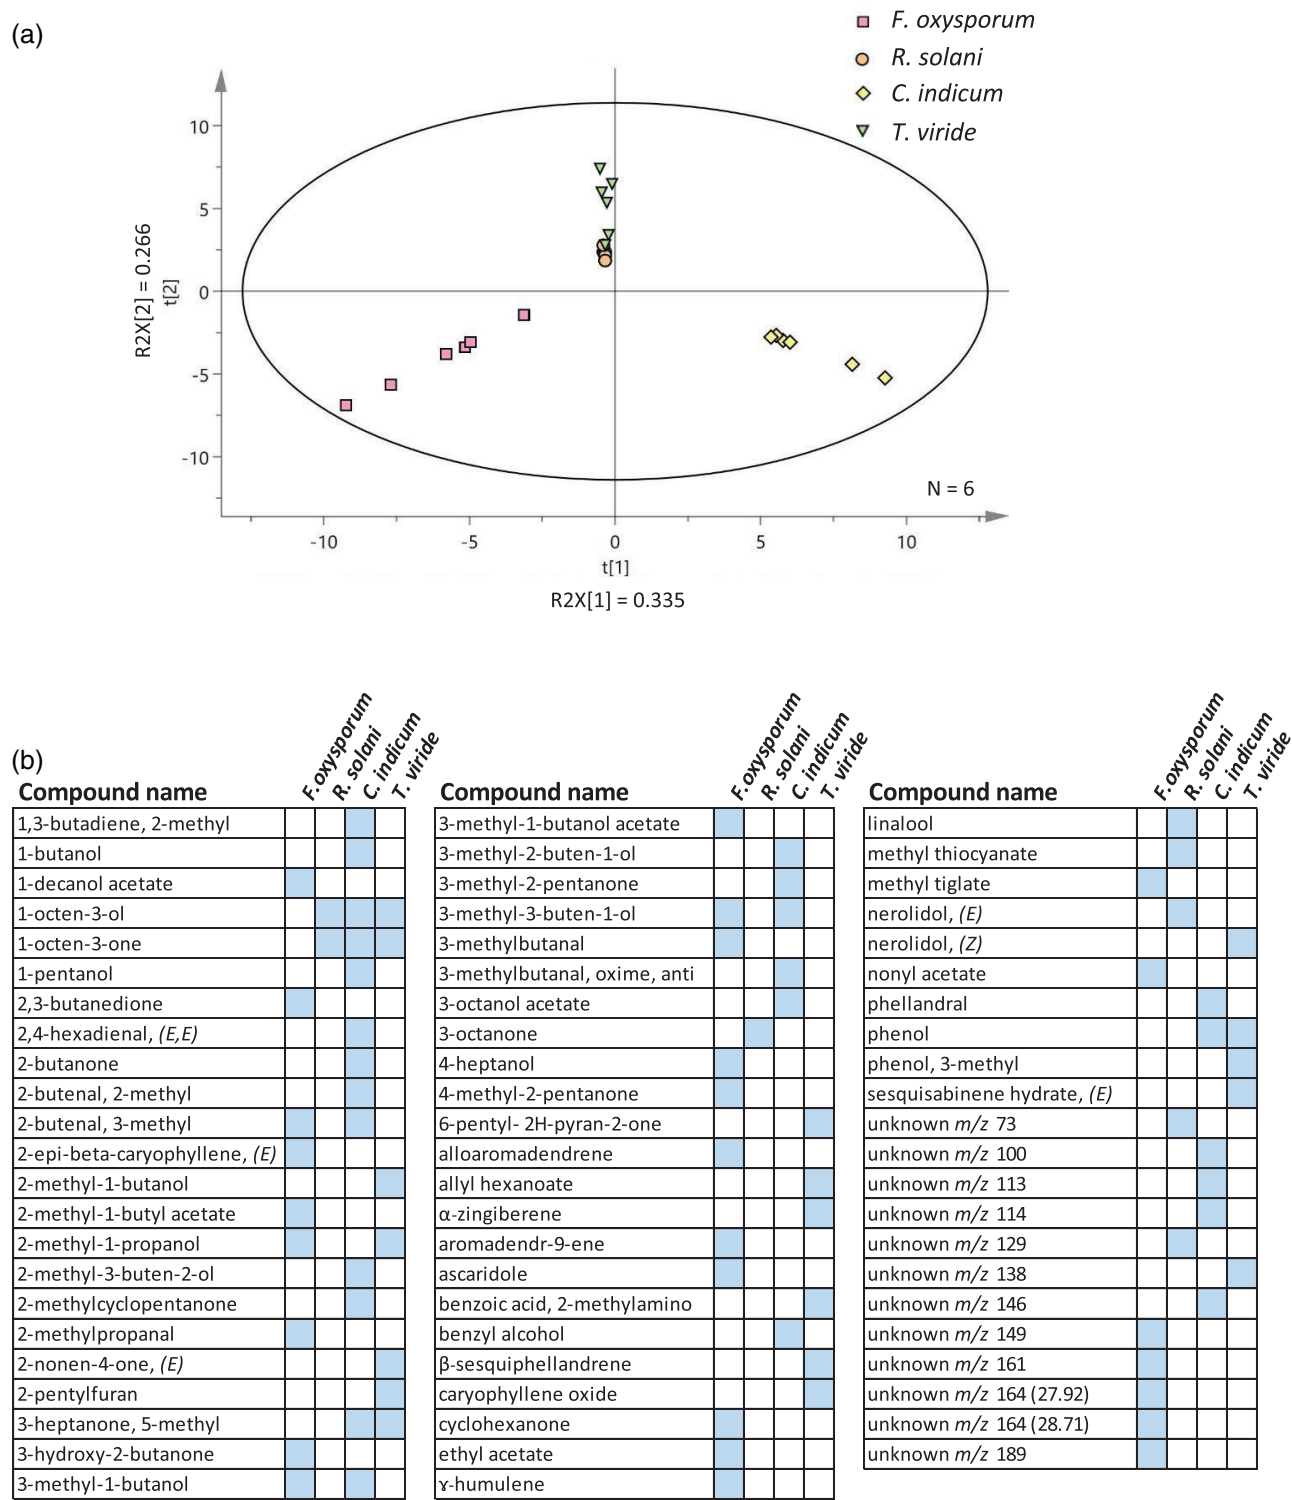 (a)
F. oxysporum
R. solani
C. indicum
T. viride
10
5
0
-5
-10
R2X[2] = 0.266
t[2]
N = 6
-10
-5
0
5
10
t[1]
R2X[1] = 0.335
(b)
Compound name F.oxysporum R. solani C. indicum T. viride
1,3-butadiene, 2-methyl
1-butanol
1-decanol acetate
1-octen-3-ol
1-octen-3-one
1-pentanol
2,3-butanedione
2,4-hexadienal, (E,E)
2-butanone
2-butenal, 2-methyl
2-butenal, 3-methyl
2-epi-beta-caryophyllene, (E)
2-methyl-1-butanol
2-methyl-1-butyl acetate
2-methyl-1-propanol
2-methyl-3-buten-2-ol
2-methylcyclopentanone
2-methylpropanal
2-nonen-4-one, (E)
2-pentylfuran
3-heptanone, 5-methyl
3-hydroxy-2-butanone
3-methyl-1-butanol
Compound name F.oxysporum R. solani C. indicum T. viride
3-methyl-1-butanol acetate
3-methyl-2-buten-1-ol
3-methyl-2-pentanone
3-methyl-3-buten-1-ol
3-methylbutanal
3-methylbutanal, oxime, anti
3-octanol acetate
3-octanone
4-heptanol
4-methyl-2-pentanone
6-pentyl- 2H-pyran-2-one
alloaromadendrene
allyl hexanoate
α-zingiberene
aromadendr-9-ene
ascaridole
benzoic acid, 2-methylamino
benzyl alcohol
β-sesquiphellandrene
caryophyllene oxide
cyclohexanone
ethyl acetate
ɤ-humulene
Compound name F.oxysporum R. solani C. indicum T. viride
linalool
methyl thiocyanate
methyl tiglate
nerolidol, (E)
nerolidol, (Z)
nonyl acetate
phellandral
phenol
phenol, 3-methyl
sesquisabinene hydrate, (E)
unknown m/z 73
unknown m/z 100
unknown m/z 113
unknown m/z 114
unknown m/z 129
unknown m/z 138
unknown m/z 146
unknown m/z 149
unknown m/z 161
unknown m/z 164 (27.92)
unknown m/z 164 (28.71)
unknown m/z 189